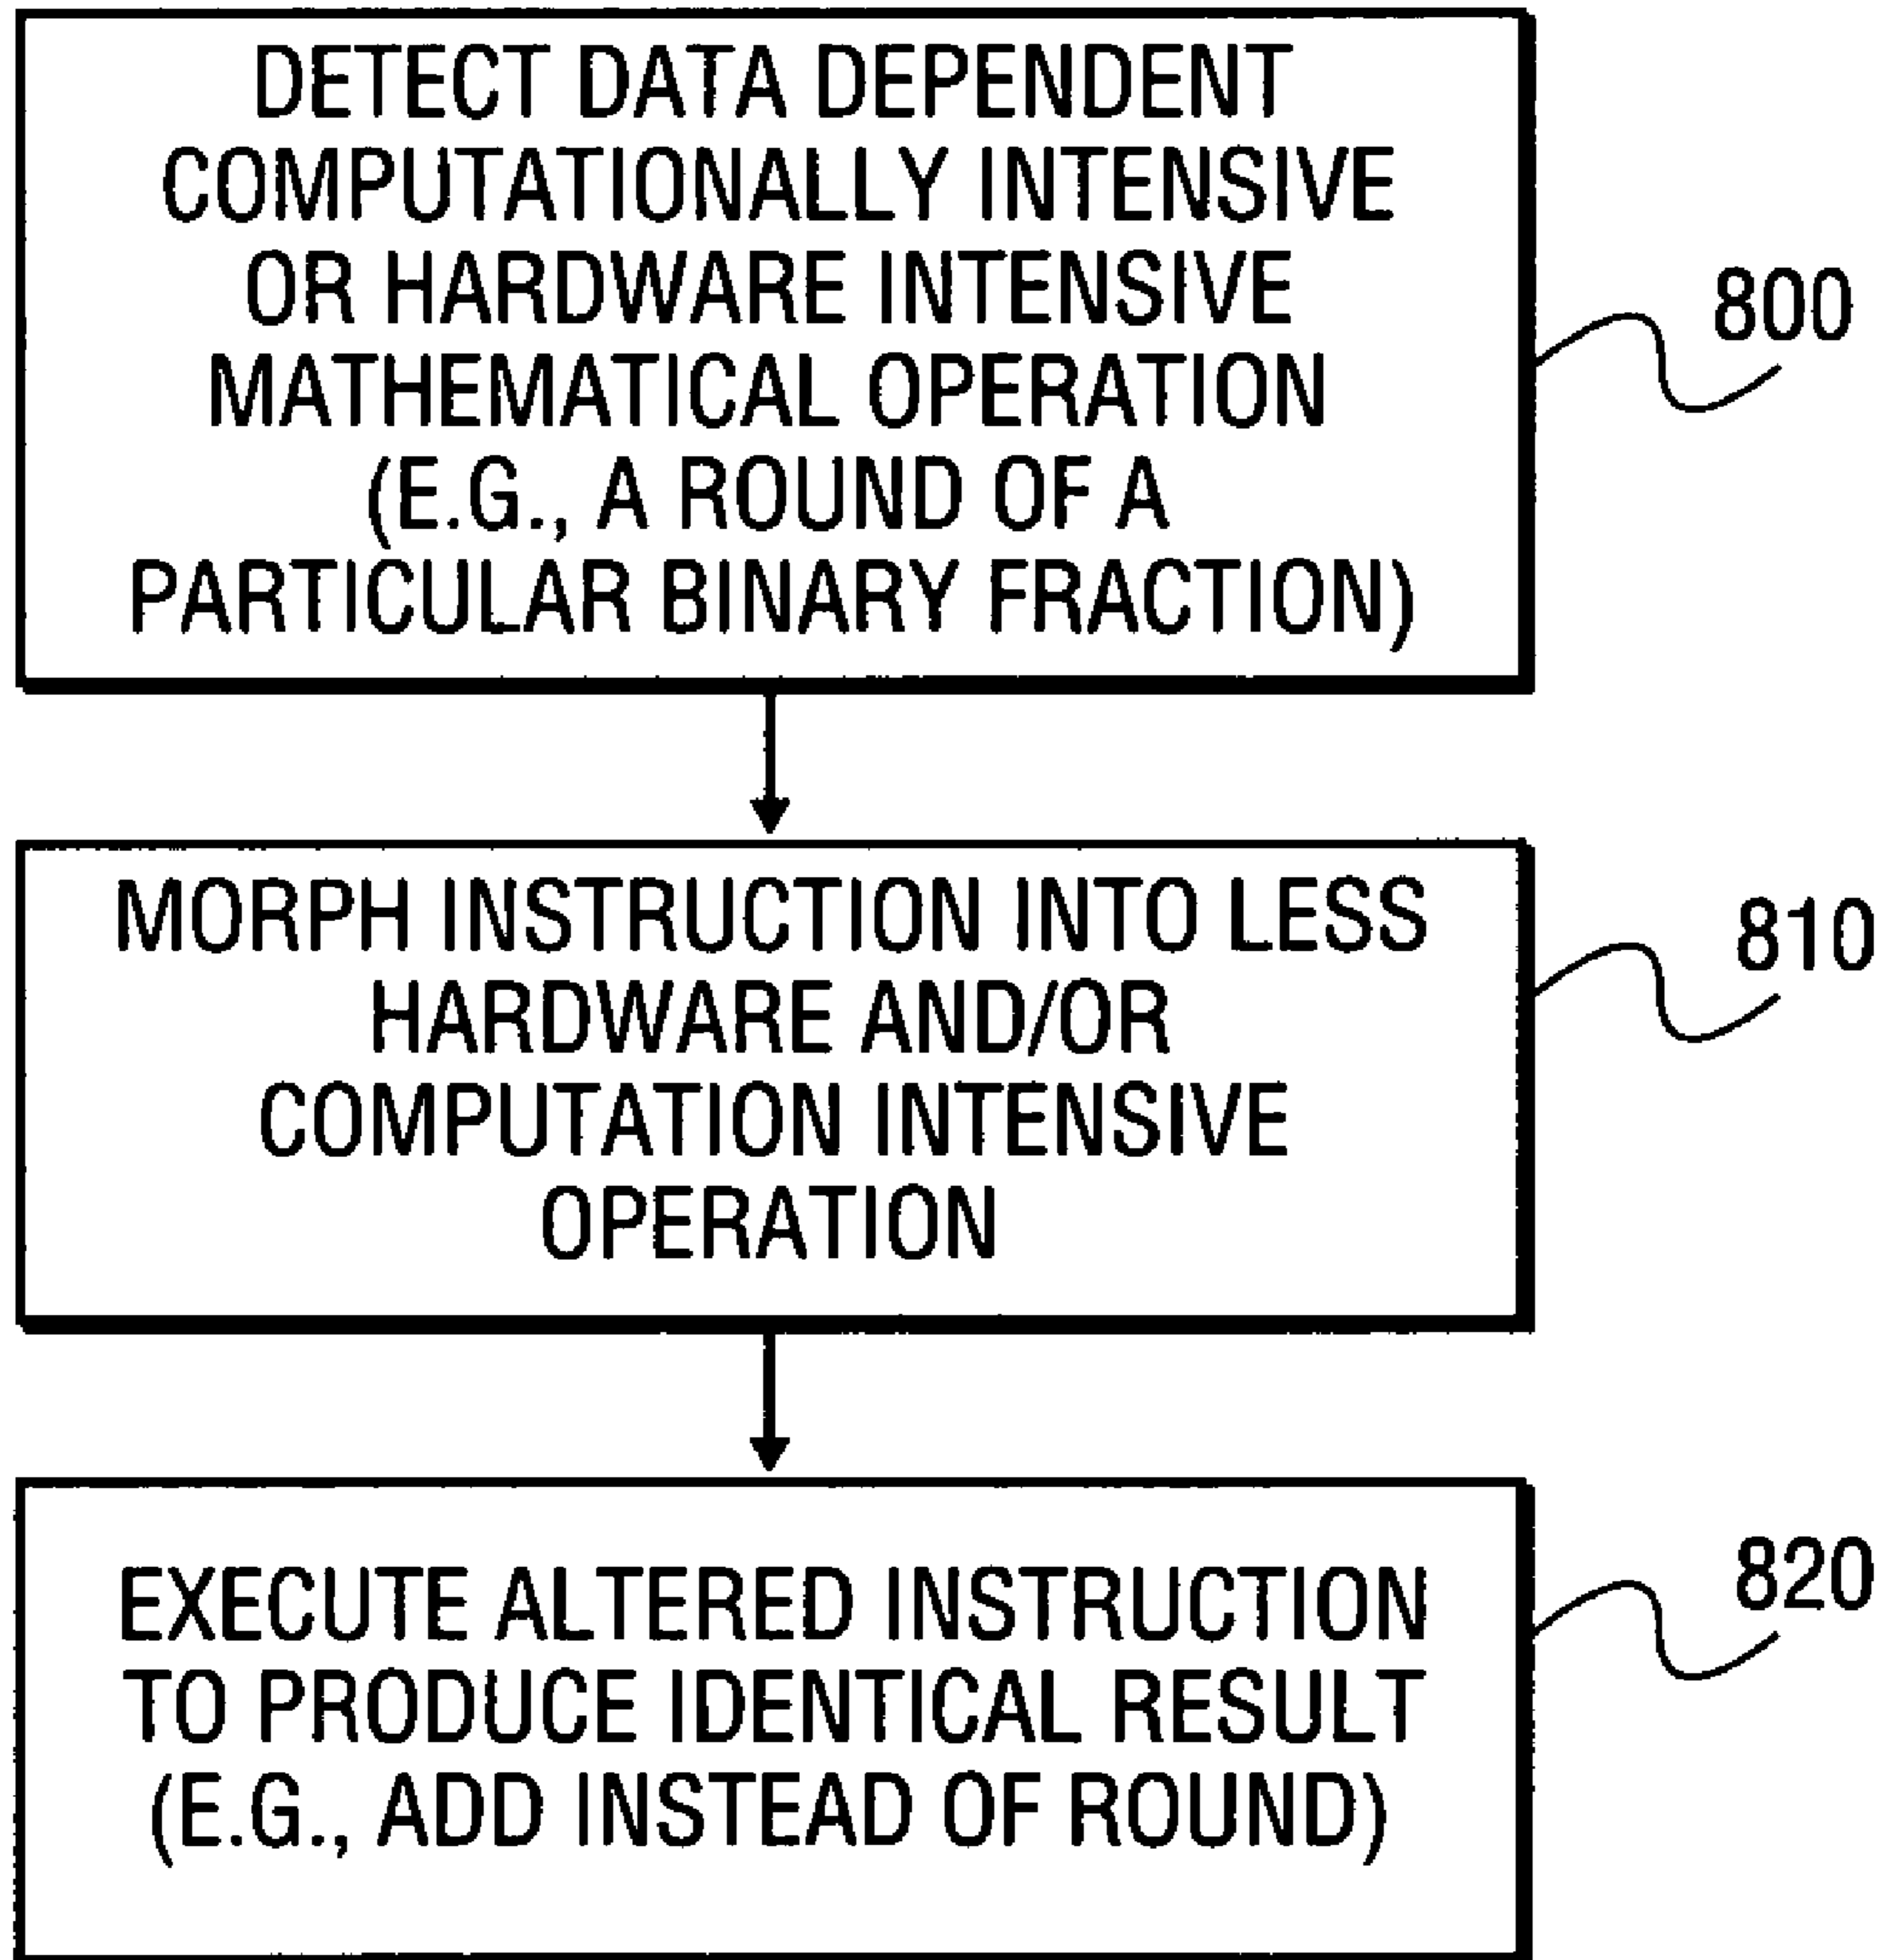 DETECT DATA DEPENDENT
COMPUTATIONALLY INTENSIVE
OR HARDWARE INTENSIVE
MATHEMATICAL OPERATION
(E.G., A ROUND OF A
PARTICULAR BINARY FRACTION)
800
MORPH INSTRUCTION INTO LESS
HARDWARE AND/OR
COMPUTATION INTENSIVE
OPERATION
810
EXECUTE ALTERED INSTRUCTION
TO PRODUCE IDENTICAL RESULT
(E.G., ADD INSTEAD OF ROUND)
820